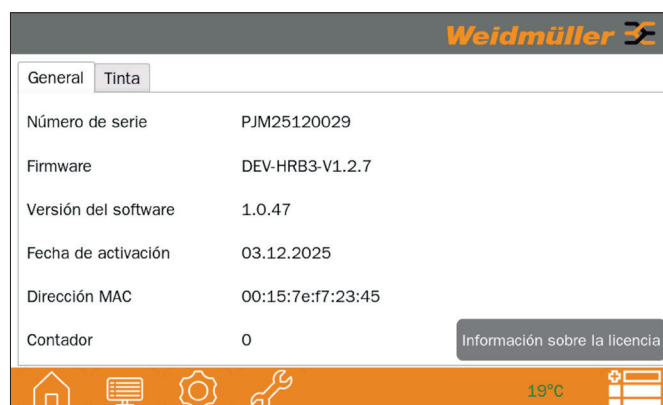 Weidmüller
General Tinta
Número de serie PJM25120029
Firmware DEV-HRB3-V1.2.7
Versión del software 1.0.47
Fecha de activación 03.12.2025
Dirección MAC 00:15:7e:f7:23:45
Contador 0 Información sobre la licencia
19°C